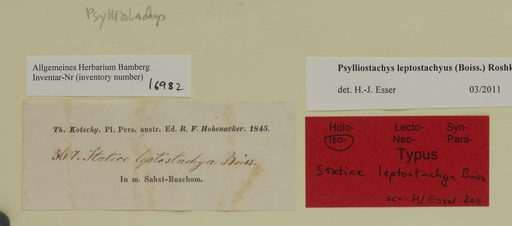 Psylliostachys
Allgemeines Herbarium Bamberg
Inventar-Nr (inventory number) 16982
Psylliostachys leptostachyus (Boiss.) Roshk
det. H.-J. Esser 03/2011
Th. Kotschy. Pl. Pers. austr. Ed. R. F. Hohenacker. 1845.
367. Statice leptostachya Boiss.
In m. Sabst-Buschom.
Holo- Lecto- Syn-
Iso- Neo- Para-
Typus
Statice leptostachya Boiss
scr. HJ Esser 2011